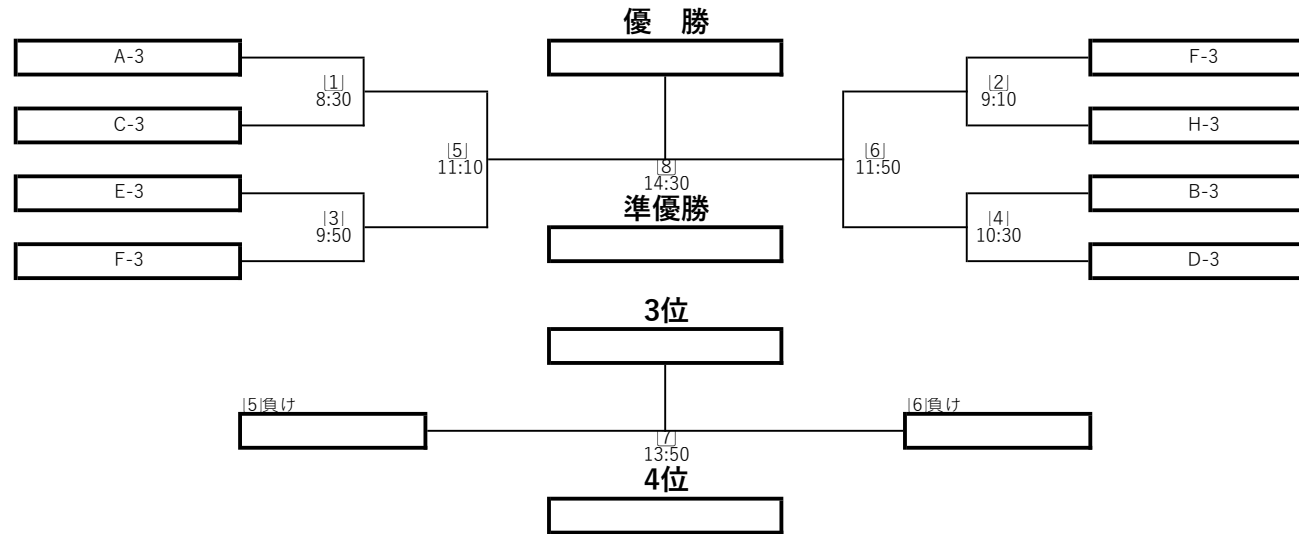 優　勝
A-3
F-3
[1]
8:30
[2]
9:10
C-3
H-3
[5]
11:10
[8]
14:30
[6]
11:50
E-3
B-3
準優勝
[3]
9:50
[4]
10:30
F-3
D-3
3位
[5]負け
[6]負け
[7]
13:50
4位